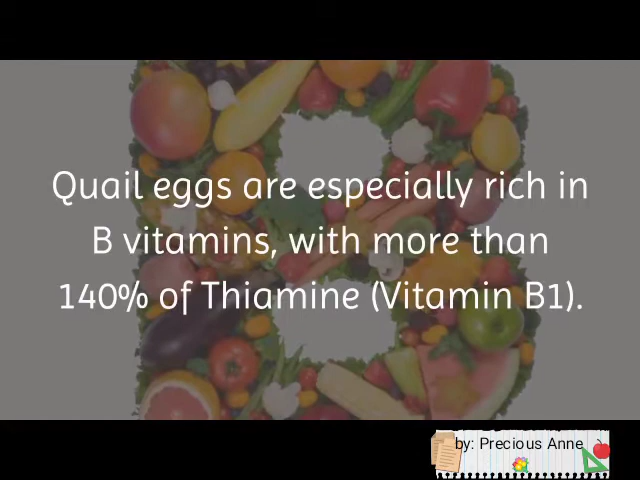 Quail eggs are especially rich in
B vitamins, with more than
140% of Thiamine (Vitamin B1).
by: Precious Anne